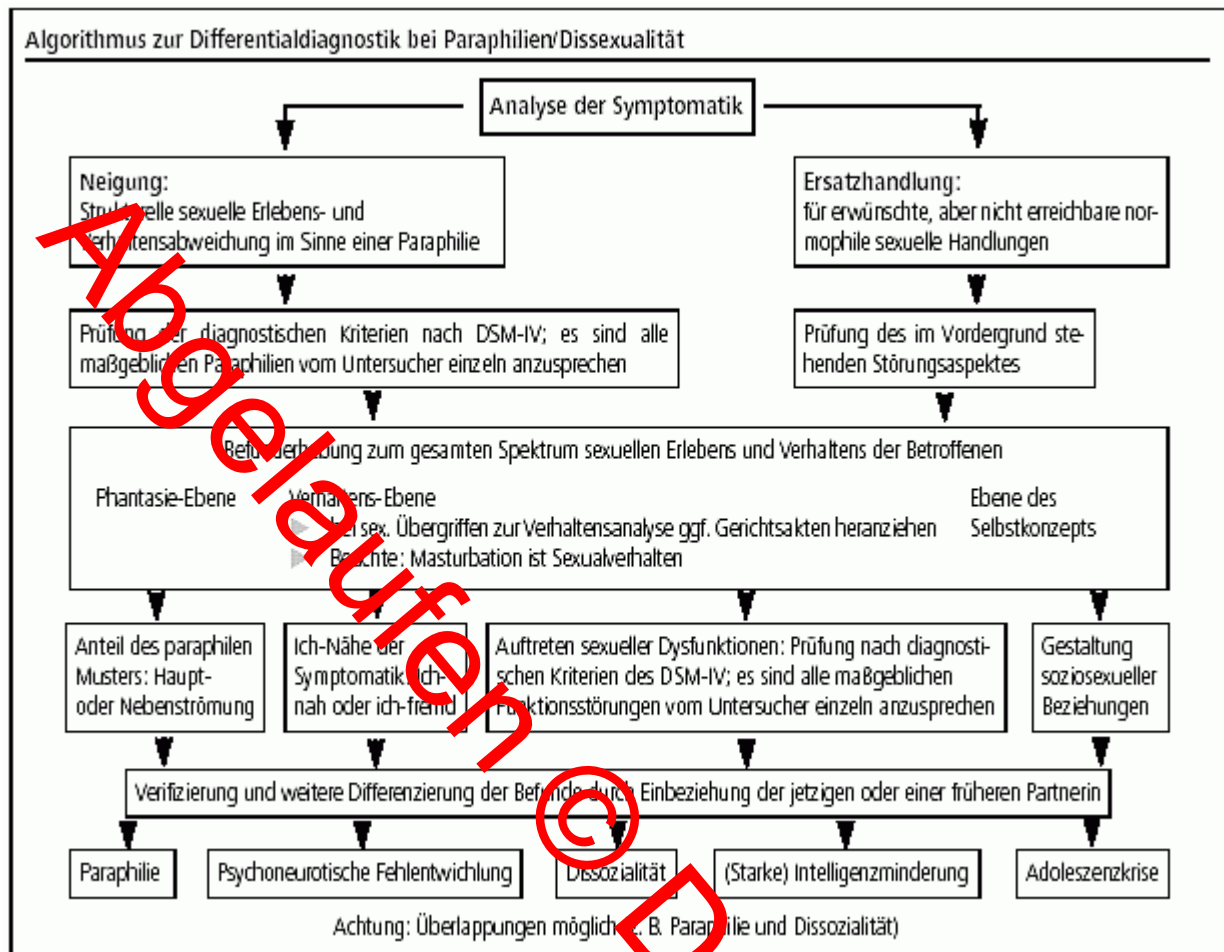 Algorithmus zur Differentialdiagnostik bei Paraphilien/Dissexualität
Analyse der Symptomatik
Neigung:
Strukturelle sexuelle Erlebens- und
Verhaltensabweichung im Sinne einer Paraphilie
Ersatzhandlung:
für erwünschte, aber nicht erreichbare nor-
mophile sexuelle Handlungen
Prüfung der diagnostischen Kriterien nach DSM-IV; es sind alle
maßgeblichen Paraphilien vom Untersucher einzeln anzusprechen
Prüfung des im Vordergrund ste-
henden Störungsaspektes
Befunderhebung zum gesamten Spektrum sexuellen Erlebens und Verhaltens der Betroffenen
Phantasie-Ebene
Verhaltens-Ebene
bei sex. Übergriffen zur Verhaltensanalyse ggf. Gerichtsakten heranziehen
Beachte: Masturbation ist Sexualverhalten
Ebene des
Selbstkonzepts
Anteil des paraphilen
Musters: Haupt-
oder Nebenströmung
Ich-Nähe der
Symptomatik: Ich-
nah oder ich-fremd
Auftreten sexueller Dysfunktionen: Prüfung nach diagnosti-
schen Kriterien des DSM-IV; es sind alle maßgeblichen
Funktionsstörungen vom Untersucher einzeln anzusprechen
Gestaltung
soziosexueller
Beziehungen
Verifizierung und weitere Differenzierung der Befunde durch Einbeziehung der jetzigen oder einer früheren Partnerin
Paraphilie
Psychoneurotische Fehlentwichlung
Dissozialität
(Starke) Intelligenzminderung
Adoleszenzkrise
Achtung: Überlappungen möglich (z. B. Paraphilie und Dissozialität)
Abgelaufen © D